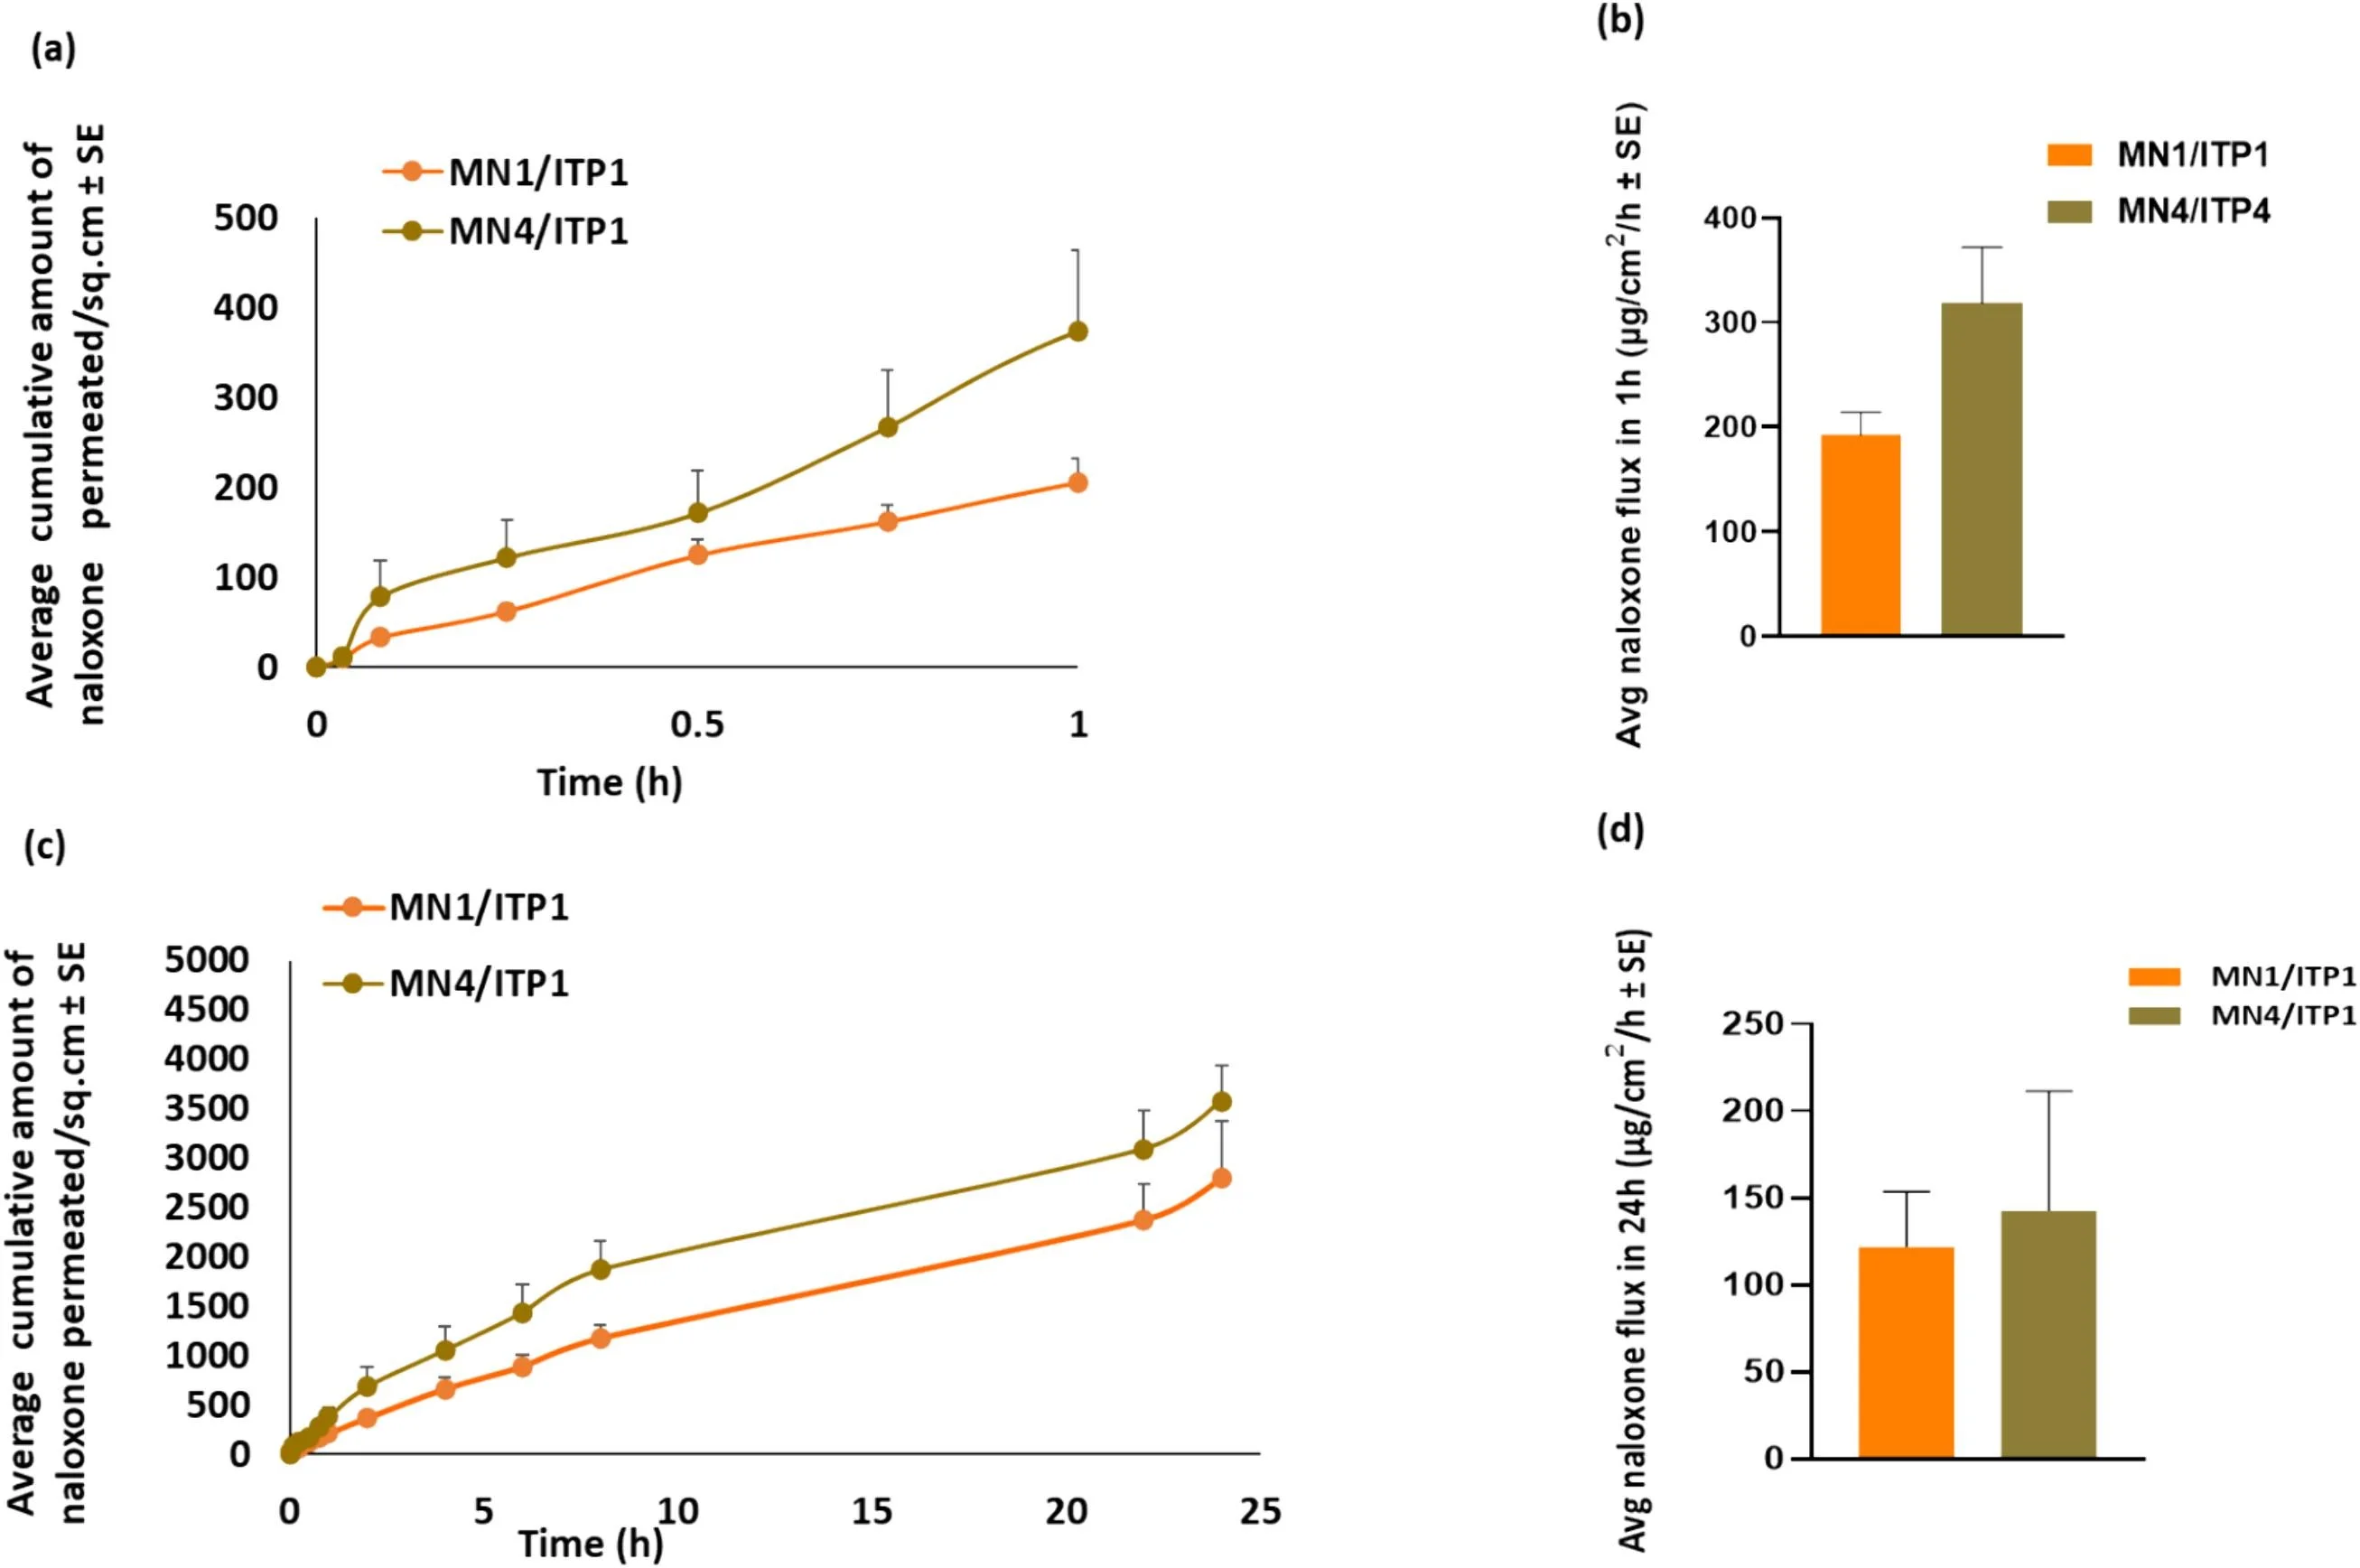 (a)
Average cumulative amount of
naloxone permeated/sq.cm ± SE
MN1/ITP1
MN4/ITP1
500
400
300
200
100
0
0 0.5 1
Time (h)
(b)
Avg naloxone flux in 1h (µg/cm²/h ± SE)
MN1/ITP1
MN4/ITP4
400
300
200
100
0
(c)
Average cumulative amount of
naloxone permeated/sq.cm ± SE
MN1/ITP1
MN4/ITP1
5000
4500
4000
3500
3000
2500
2000
1500
1000
500
0
0 5 10 15 20 25
Time (h)
(d)
Avg naloxone flux in 24h (µg/cm²/h ± SE)
MN1/ITP1
MN4/ITP1
250
200
150
100
50
0